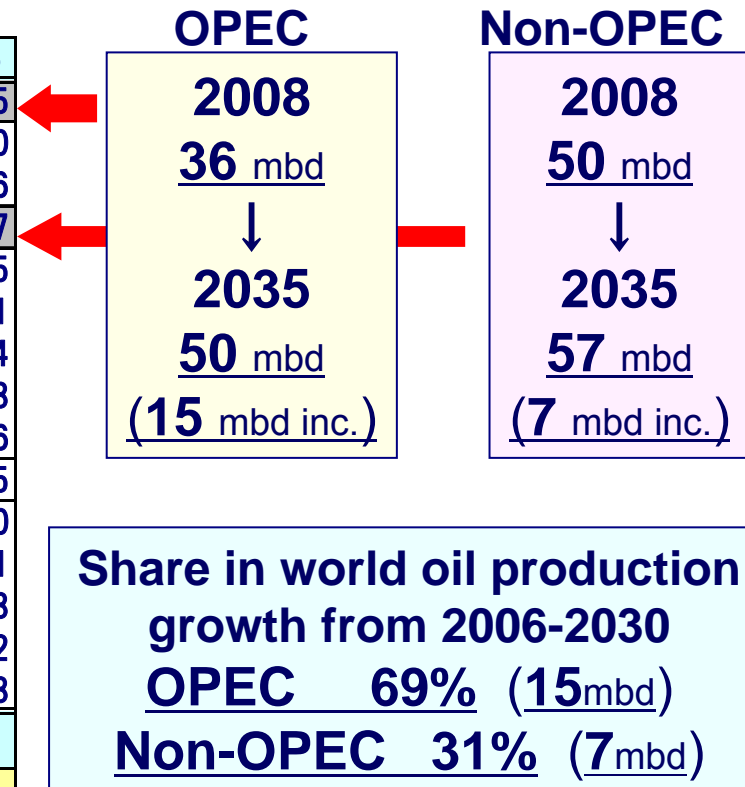 OPEC
2008
36 mbd
↓
2035
50 mbd
(15 mbd inc.)
Non-OPEC
2008
50 mbd
↓
2035
57 mbd
(7 mbd inc.)
Share in world oil production
growth from 2006-2030
OPEC 69% (15mbd)
Non-OPEC 31% (7mbd)